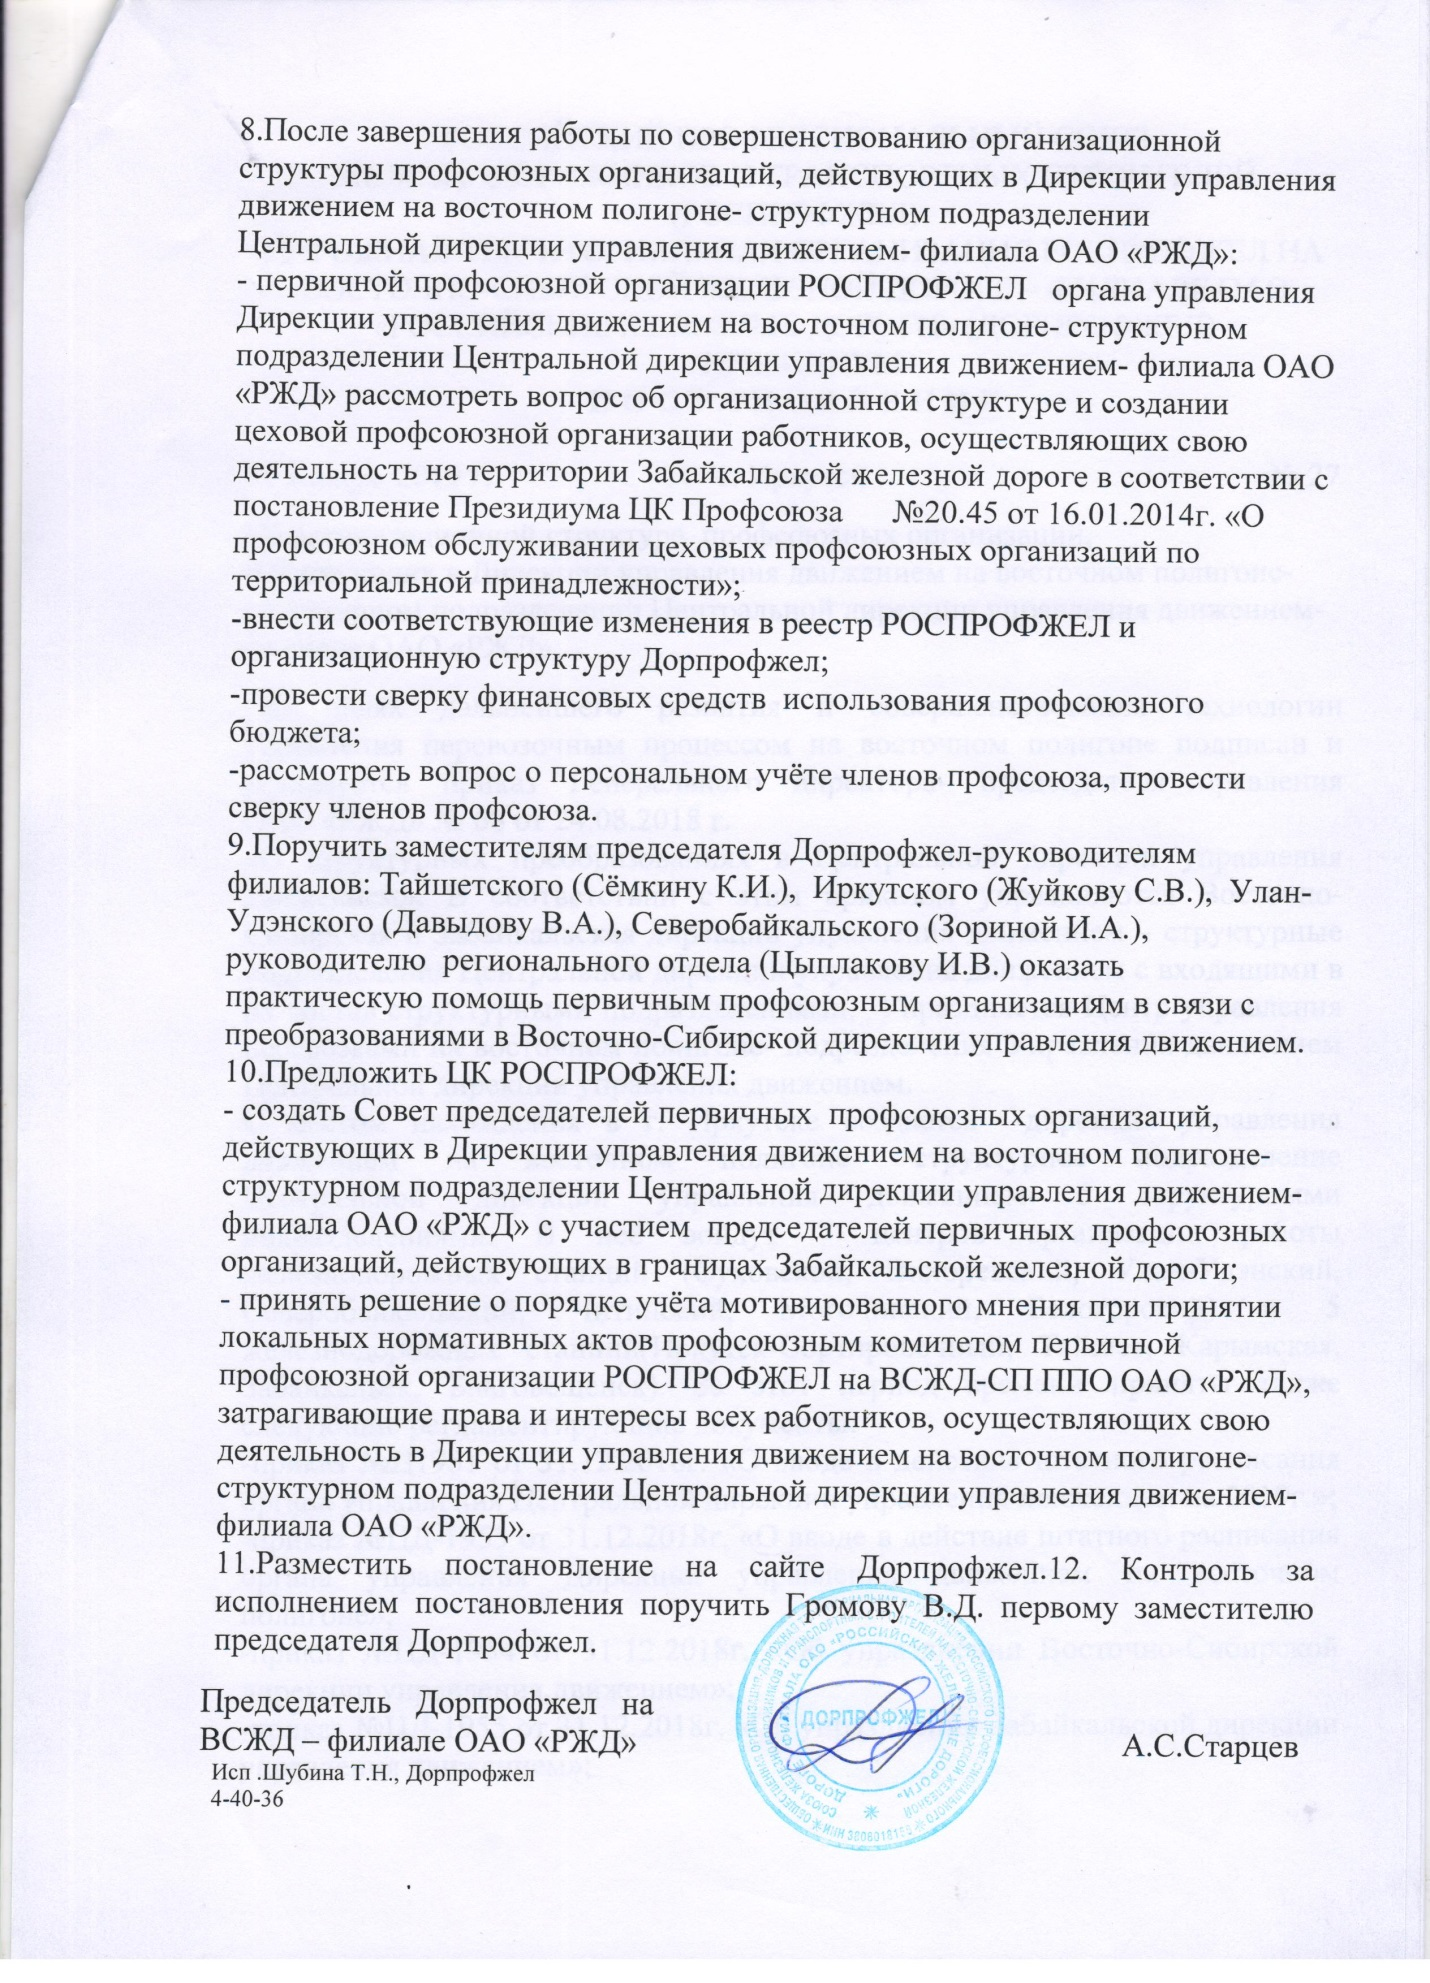 8.После завершения работы по совершенствованию организационной
структуры профсоюзных организаций, действующих в Дирекции управления
движением на восточном полигоне- структурном подразделении
Центральной дирекции управления движением- филиала ОАО «РЖД»:
- первичной профсоюзной организации РОСПРОФЖЕЛ органа управления
Дирекции управления движением на восточном полигоне- структурном
подразделении Центральной дирекции управления движением- филиала ОАО
«РЖД» рассмотреть вопрос об организационной структуре и создании
цеховой профсоюзной организации работников, осуществляющих свою
деятельность на территории Забайкальской железной дороге в соответствии с
постановление Президиума ЦК Профсоюза №20.45 от 16.01.2014г. «О
профсоюзном обслуживании цеховых профсоюзных организаций по
территориальной принадлежности»;
-внести соответствующие изменения в реестр РОСПРОФЖЕЛ и
организационную структуру Дорпрофжел;
-провести сверку финансовых средств использования профсоюзного
бюджета;
-рассмотреть вопрос о персональном учёте членов профсоюза, провести
сверку членов профсоюза.
9.Поручить заместителям председателя Дорпрофжел-руководителям
филиалов: Тайшетского (Сёмкину К.И.), Иркутского (Жуйкову С.В.), Улан –
Удэнского (Давыдову В.А.), Северобайкальского (Зориной И.А.),
руководителю регионального отдела (Цыплакову И.В.) оказать
практическую помощь первичным профсоюзным организациям в связи с
преобразованиями в Восточно-Сибирской дирекции управления движением.
10.Предложить ЦК РОСПРОФЖЕЛ:
- создать Совет председателей первичных профсоюзных организаций,
действующих в Дирекции управления движением на восточном полигоне-
структурном подразделении Центральной дирекции управления движением-
филиала ОАО «РЖД» с участием председателей первичных профсоюзных
организаций, действующих в границах Забайкальской железной дороги;
- принять решение о порядке учёта мотивированного мнения при принятии
локальных нормативных актов профсоюзным комитетом первичной
профсоюзной организации РОСПРОФЖЕЛ на ВСЖД-СП ППО ОАО «РЖД»,
затрагивающие права и интересы всех работников, осуществляющих свою
деятельность в Дирекции управления движением на восточном полигоне-
структурном подразделении Центральной дирекции управления движением-
филиала ОАО «РЖД».
11.Разместить постановление на сайте Дорпрофжел.12. Контроль за
исполнением постановления поручить Громову В.Д. первому заместителю
председателя Дорпрофжел.
Председатель Дорпрофжел на
ВСЖД – филиале ОАО «РЖД» А.С.Старцев
ДОРПРОФЖЕЛ
Исп .Шубина Т.Н., Дорпрофжел
4-40-36